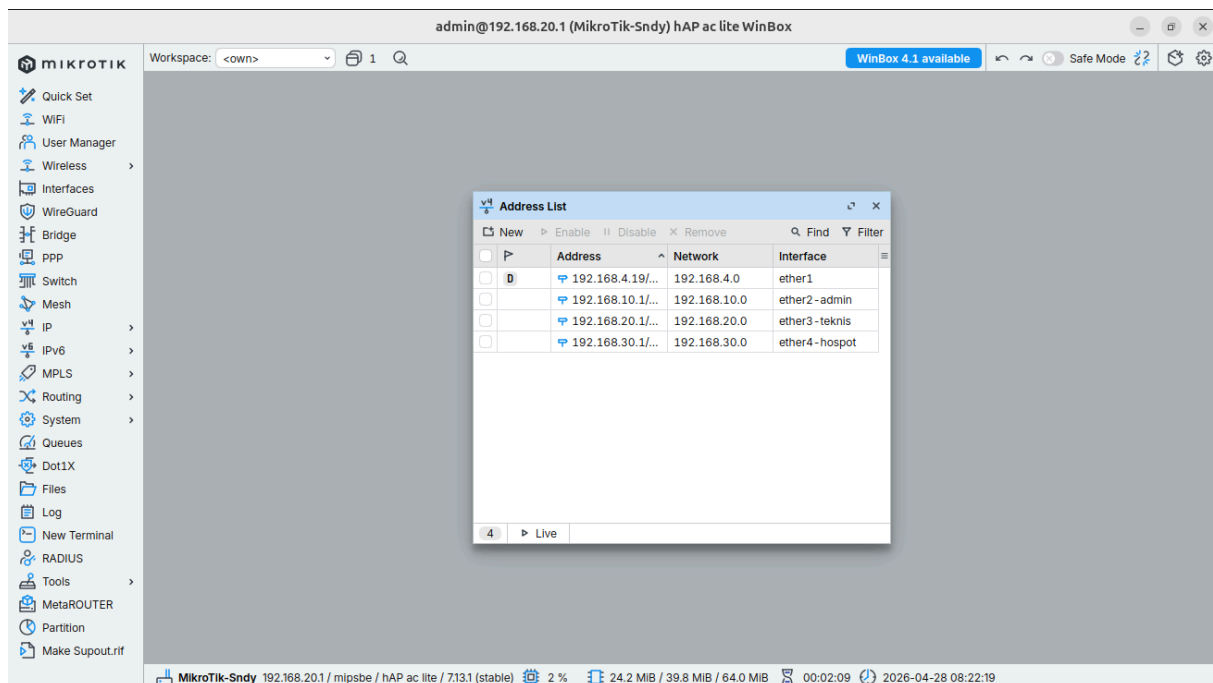 admin@192.168.20.1 (MikroTik-Sndy) hAP ac lite WinBox
MikroTik
Workspace: <own> 1 WinBox 4.1 available Safe Mode
Quick Set
WiFi
User Manager
Wireless
Interfaces
WireGuard
Bridge
PPP
Switch
Mesh
IP
IPv6
MPLS
Routing
System
Queues
Dot1X
Files
Log
New Terminal
RADIUS
Tools
MetaROUTER
Partition
Make Supout.rif
Address List
New Enable Disable Remove Find Filter
Address Network Interface
D 192.168.4.19/... 192.168.4.0 ether1
192.168.10.1/... 192.168.10.0 ether2-admin
192.168.20.1/... 192.168.20.0 ether3-teknis
192.168.30.1/... 192.168.30.0 ether4-hospot
4 Live
MikroTik-Sndy 192.168.20.1 / mipsbe / hAP ac lite / 7.13.1 (stable) 2 % 24.2 MiB / 39.8 MiB / 64.0 MiB 00:02:09 2026-04-28 08:22:19